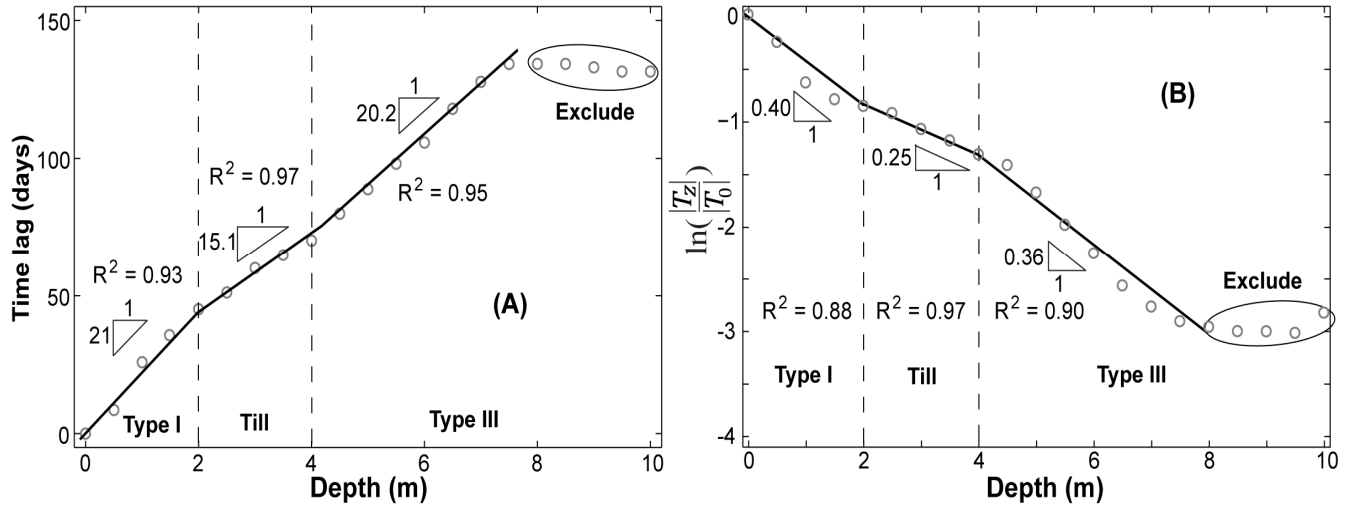 150
100
50
0
Time lag (days)
0
2
4
6
8
10
Depth (m)
1
21
R² = 0.93
1
15.1
R² = 0.97
1
20.2
R² = 0.95
Exclude
(A)
Type I
Till
Type III
0
−1
−2
−3
-4
ln(|Tz|/|T0|)
0
2
4
6
8
10
Depth (m)
0.40
1
0.25
1
0.36
1
(B)
Exclude
R² = 0.88
R² = 0.97
R² = 0.90
Type I
Till
Type III